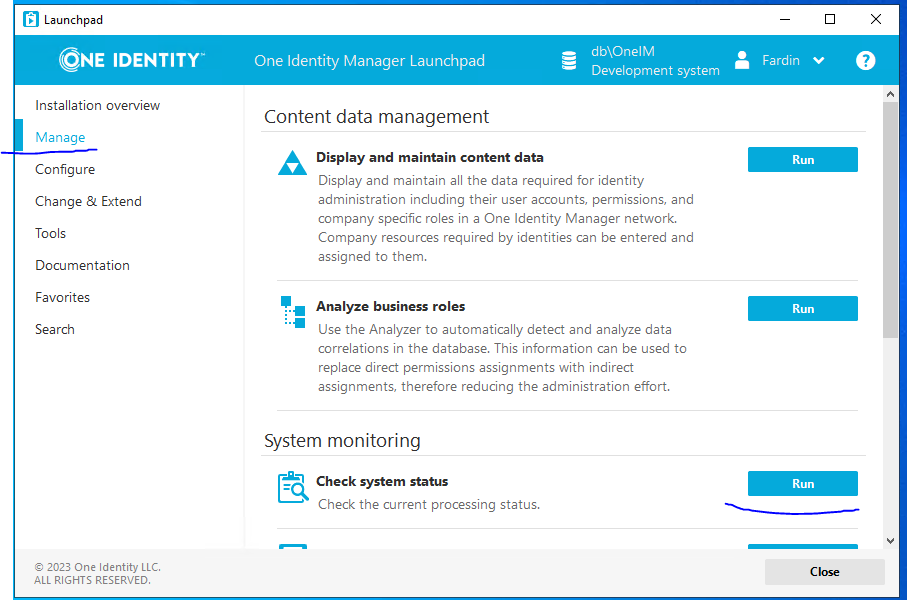 Launchpad
ONE IDENTITY™
One Identity Manager Launchpad
db\OneIM
Development system
Fardin
?
Installation overview
Manage
Configure
Change & Extend
Tools
Documentation
Favorites
Search
Content data management
Display and maintain content data
Run
Display and maintain all the data required for identity
administration including their user accounts, permissions, and
company specific roles in a One Identity Manager network.
Company resources required by identities can be entered and
assigned to them.
Analyze business roles
Run
Use the Analyzer to automatically detect and analyze data
correlations in the database. This information can be used to
replace direct permissions assignments with indirect
assignments, therefore reducing the administration effort.
System monitoring
Check system status
Run
Check the current processing status.
© 2023 One Identity LLC.
ALL RIGHTS RESERVED.
Close